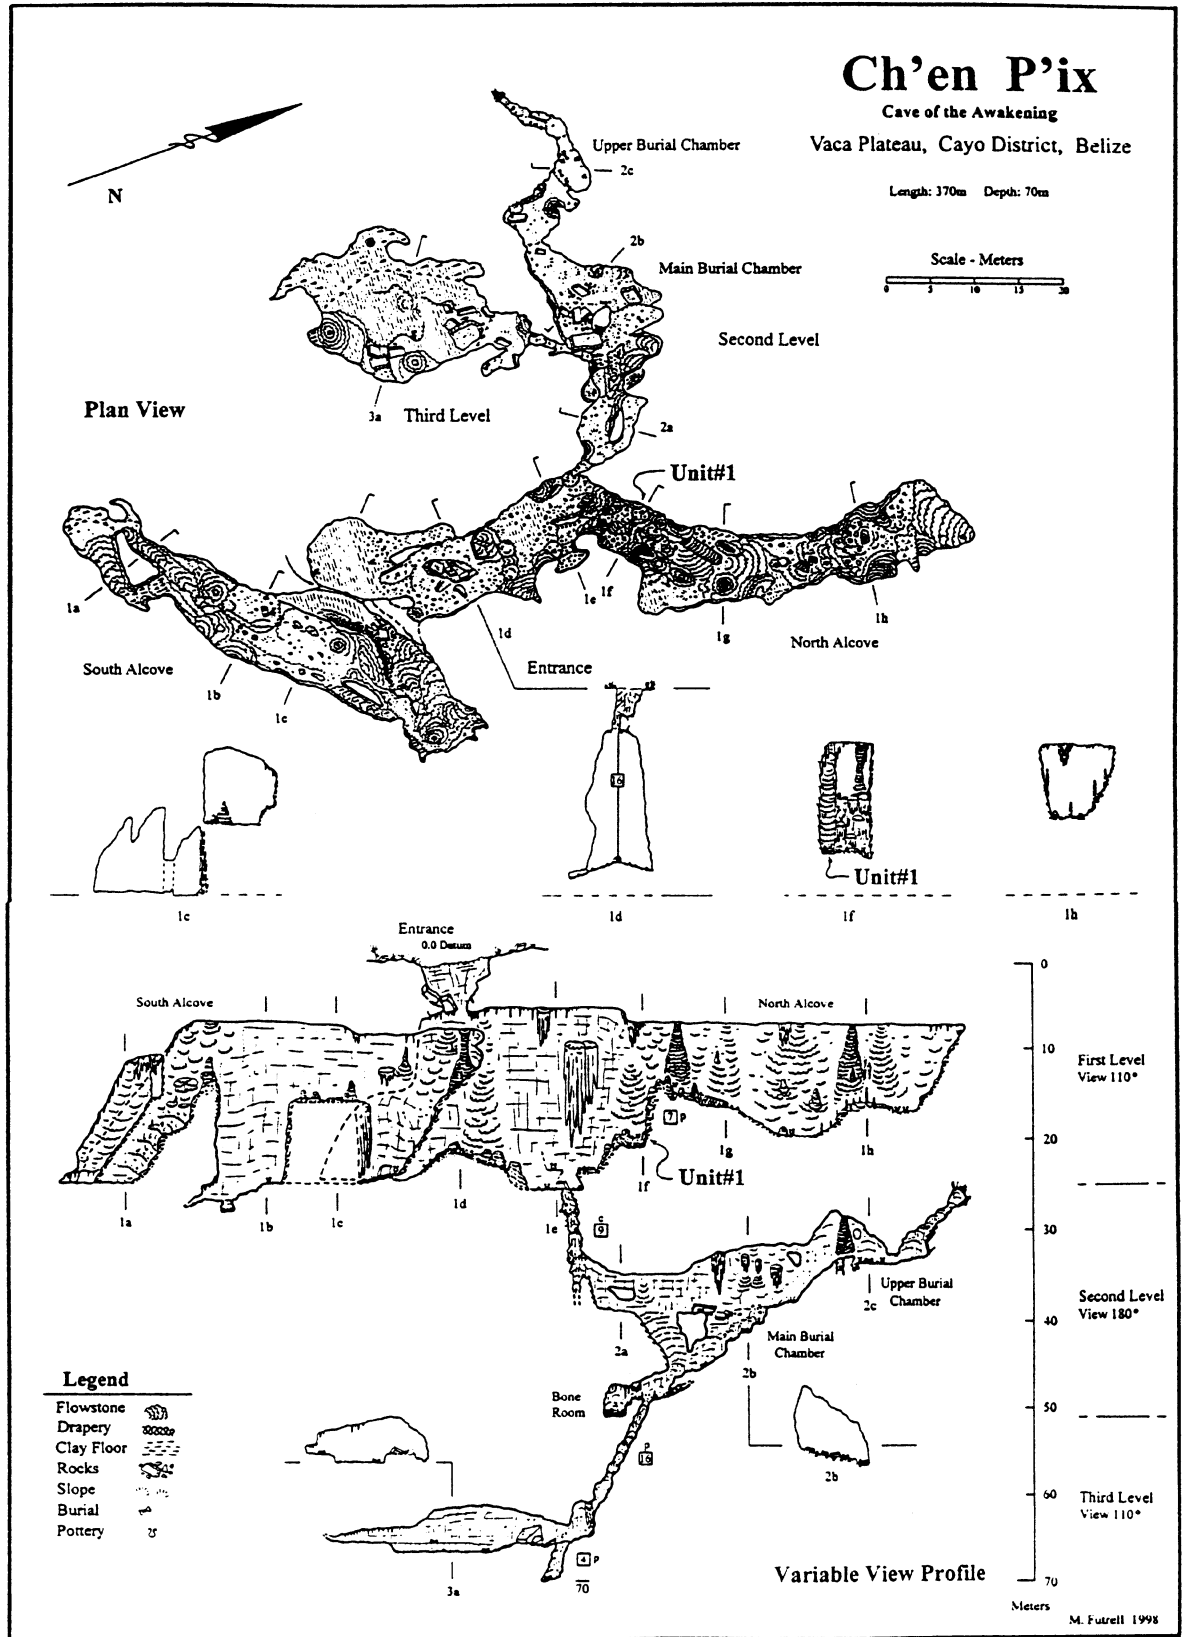 Ch'en P'ix
Cave of the Awakening
Vaca Plateau, Cayo District, Belize
Length: 370m Depth: 70m
Scale - Meters
0 5 10 15 20
N
Upper Burial Chamber
2c
2b
Main Burial Chamber
Second Level
3a
Third Level
Plan View
2a
Unit#1
1a
1e
1f
1d
1g
1h
North Alcove
South Alcove
Entrance
1b
1c
16
Unit#1
1c
1d
1f
1h
Entrance
0.0 Datum
South Alcove
North Alcove
0
10
First Level
View 110°
7 p
20
1g
1h
Unit#1
1f
1d
1a
1b
1c
1e
c
9
30
Upper Burial
Chamber
2c
Second Level
View 180°
40
2a
Main Burial
Chamber
2b
Legend
Flowstone
Drapery
Clay Floor
Rocks
Slope
Burial
Pottery
Bone
Room
50
p
16
2b
60
Third Level
View 110°
4 p
70
3a
Variable View Profile
70
Meters
M. Futrell 1998